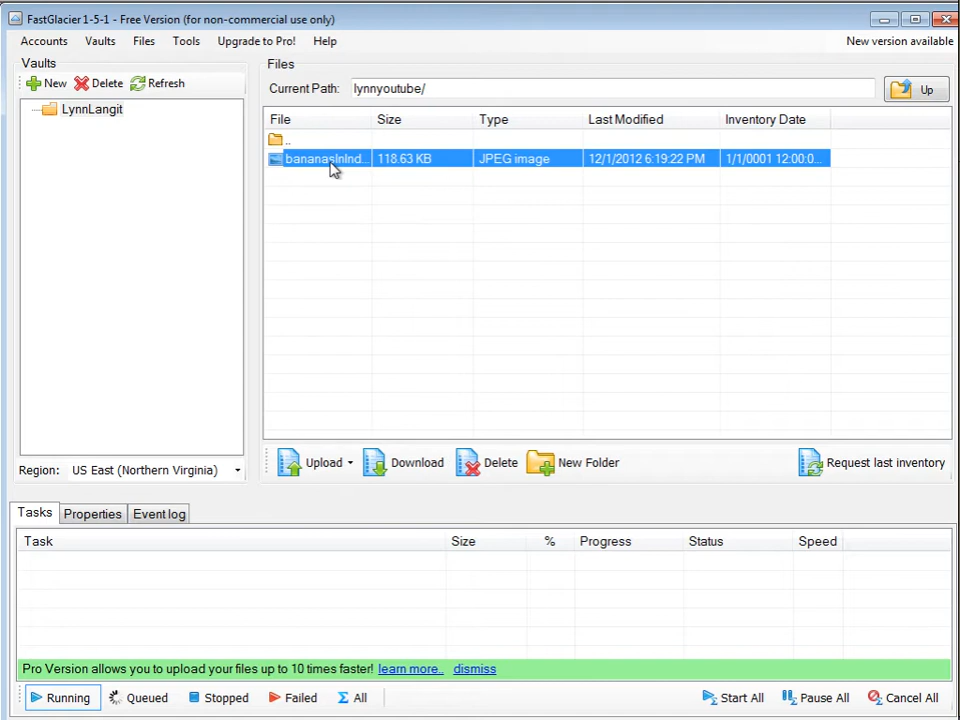 FastGlacier 1-5-1 - Free Version (for non-commercial use only)
Accounts Vaults Files Tools Upgrade to Pro! Help New version available
Vaults
New Delete Refresh
LynnLangit
Region: US East (Northern Virginia)
Files
Current Path: lynnyoutube/ Up
File Size Type Last Modified Inventory Date
..
bananasInInd... 118.63 KB JPEG image 12/1/2012 6:19:22 PM 1/1/0001 12:00:0...
Upload Download Delete New Folder Request last inventory
Tasks Properties Event log
Task Size % Progress Status Speed
Pro Version allows you to upload your files up to 10 times faster! learn more.. dismiss
Running Queued Stopped Failed Σ All Start All Pause All Cancel All